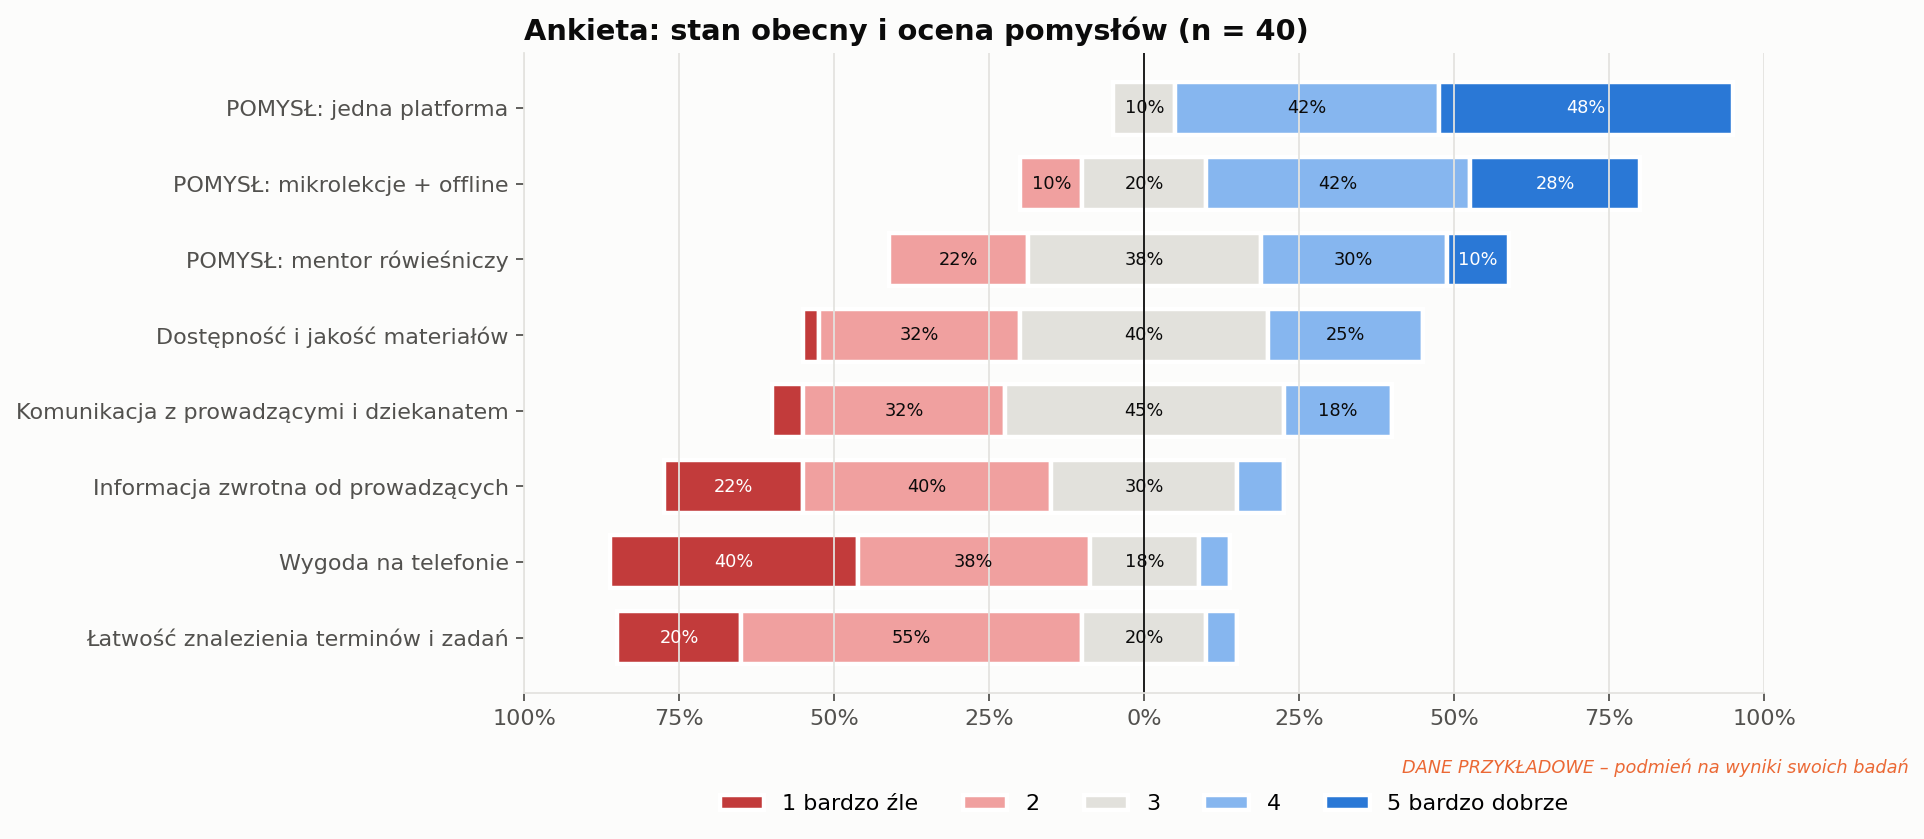 Ankieta: stan obecny i ocena pomysłów (n = 40)
POMYSŁ: jedna platforma
10% 42% 48%
POMYSŁ: mikrolekcje + offline
10% 20% 42% 28%
POMYSŁ: mentor rówieśniczy
22% 38% 30% 10%
Dostępność i jakość materiałów
32% 40% 25%
Komunikacja z prowadzącymi i dziekanatem
32% 45% 18%
Informacja zwrotna od prowadzących
22% 40% 30%
Wygoda na telefonie
40% 38% 18%
Łatwość znalezienia terminów i zadań
20% 55% 20%
100% 75% 50% 25% 0% 25% 50% 75% 100%
DANE PRZYKŁADOWE – podmień na wyniki swoich badań
1 bardzo źle 2 3 4 5 bardzo dobrze